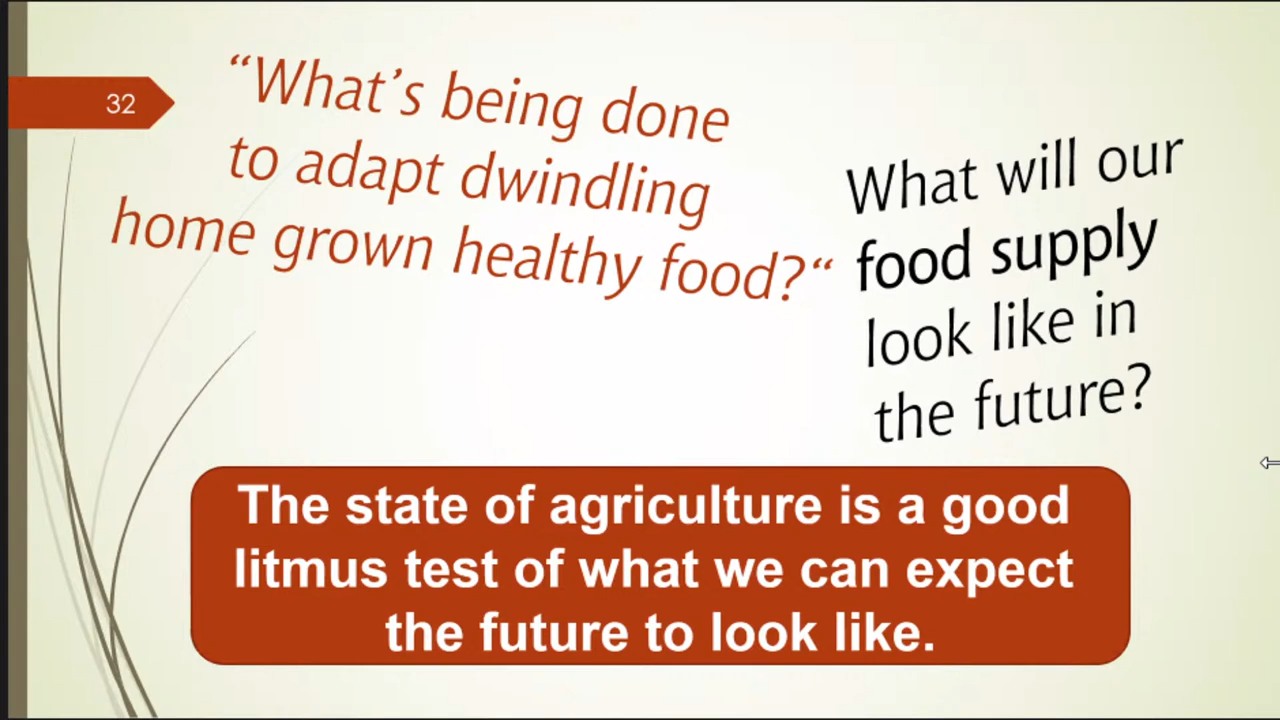 32
“What’s being done
to adapt dwindling
home grown healthy food?“
What will our
food supply
look like in
the future?
The state of agriculture is a good
litmus test of what we can expect
the future to look like.